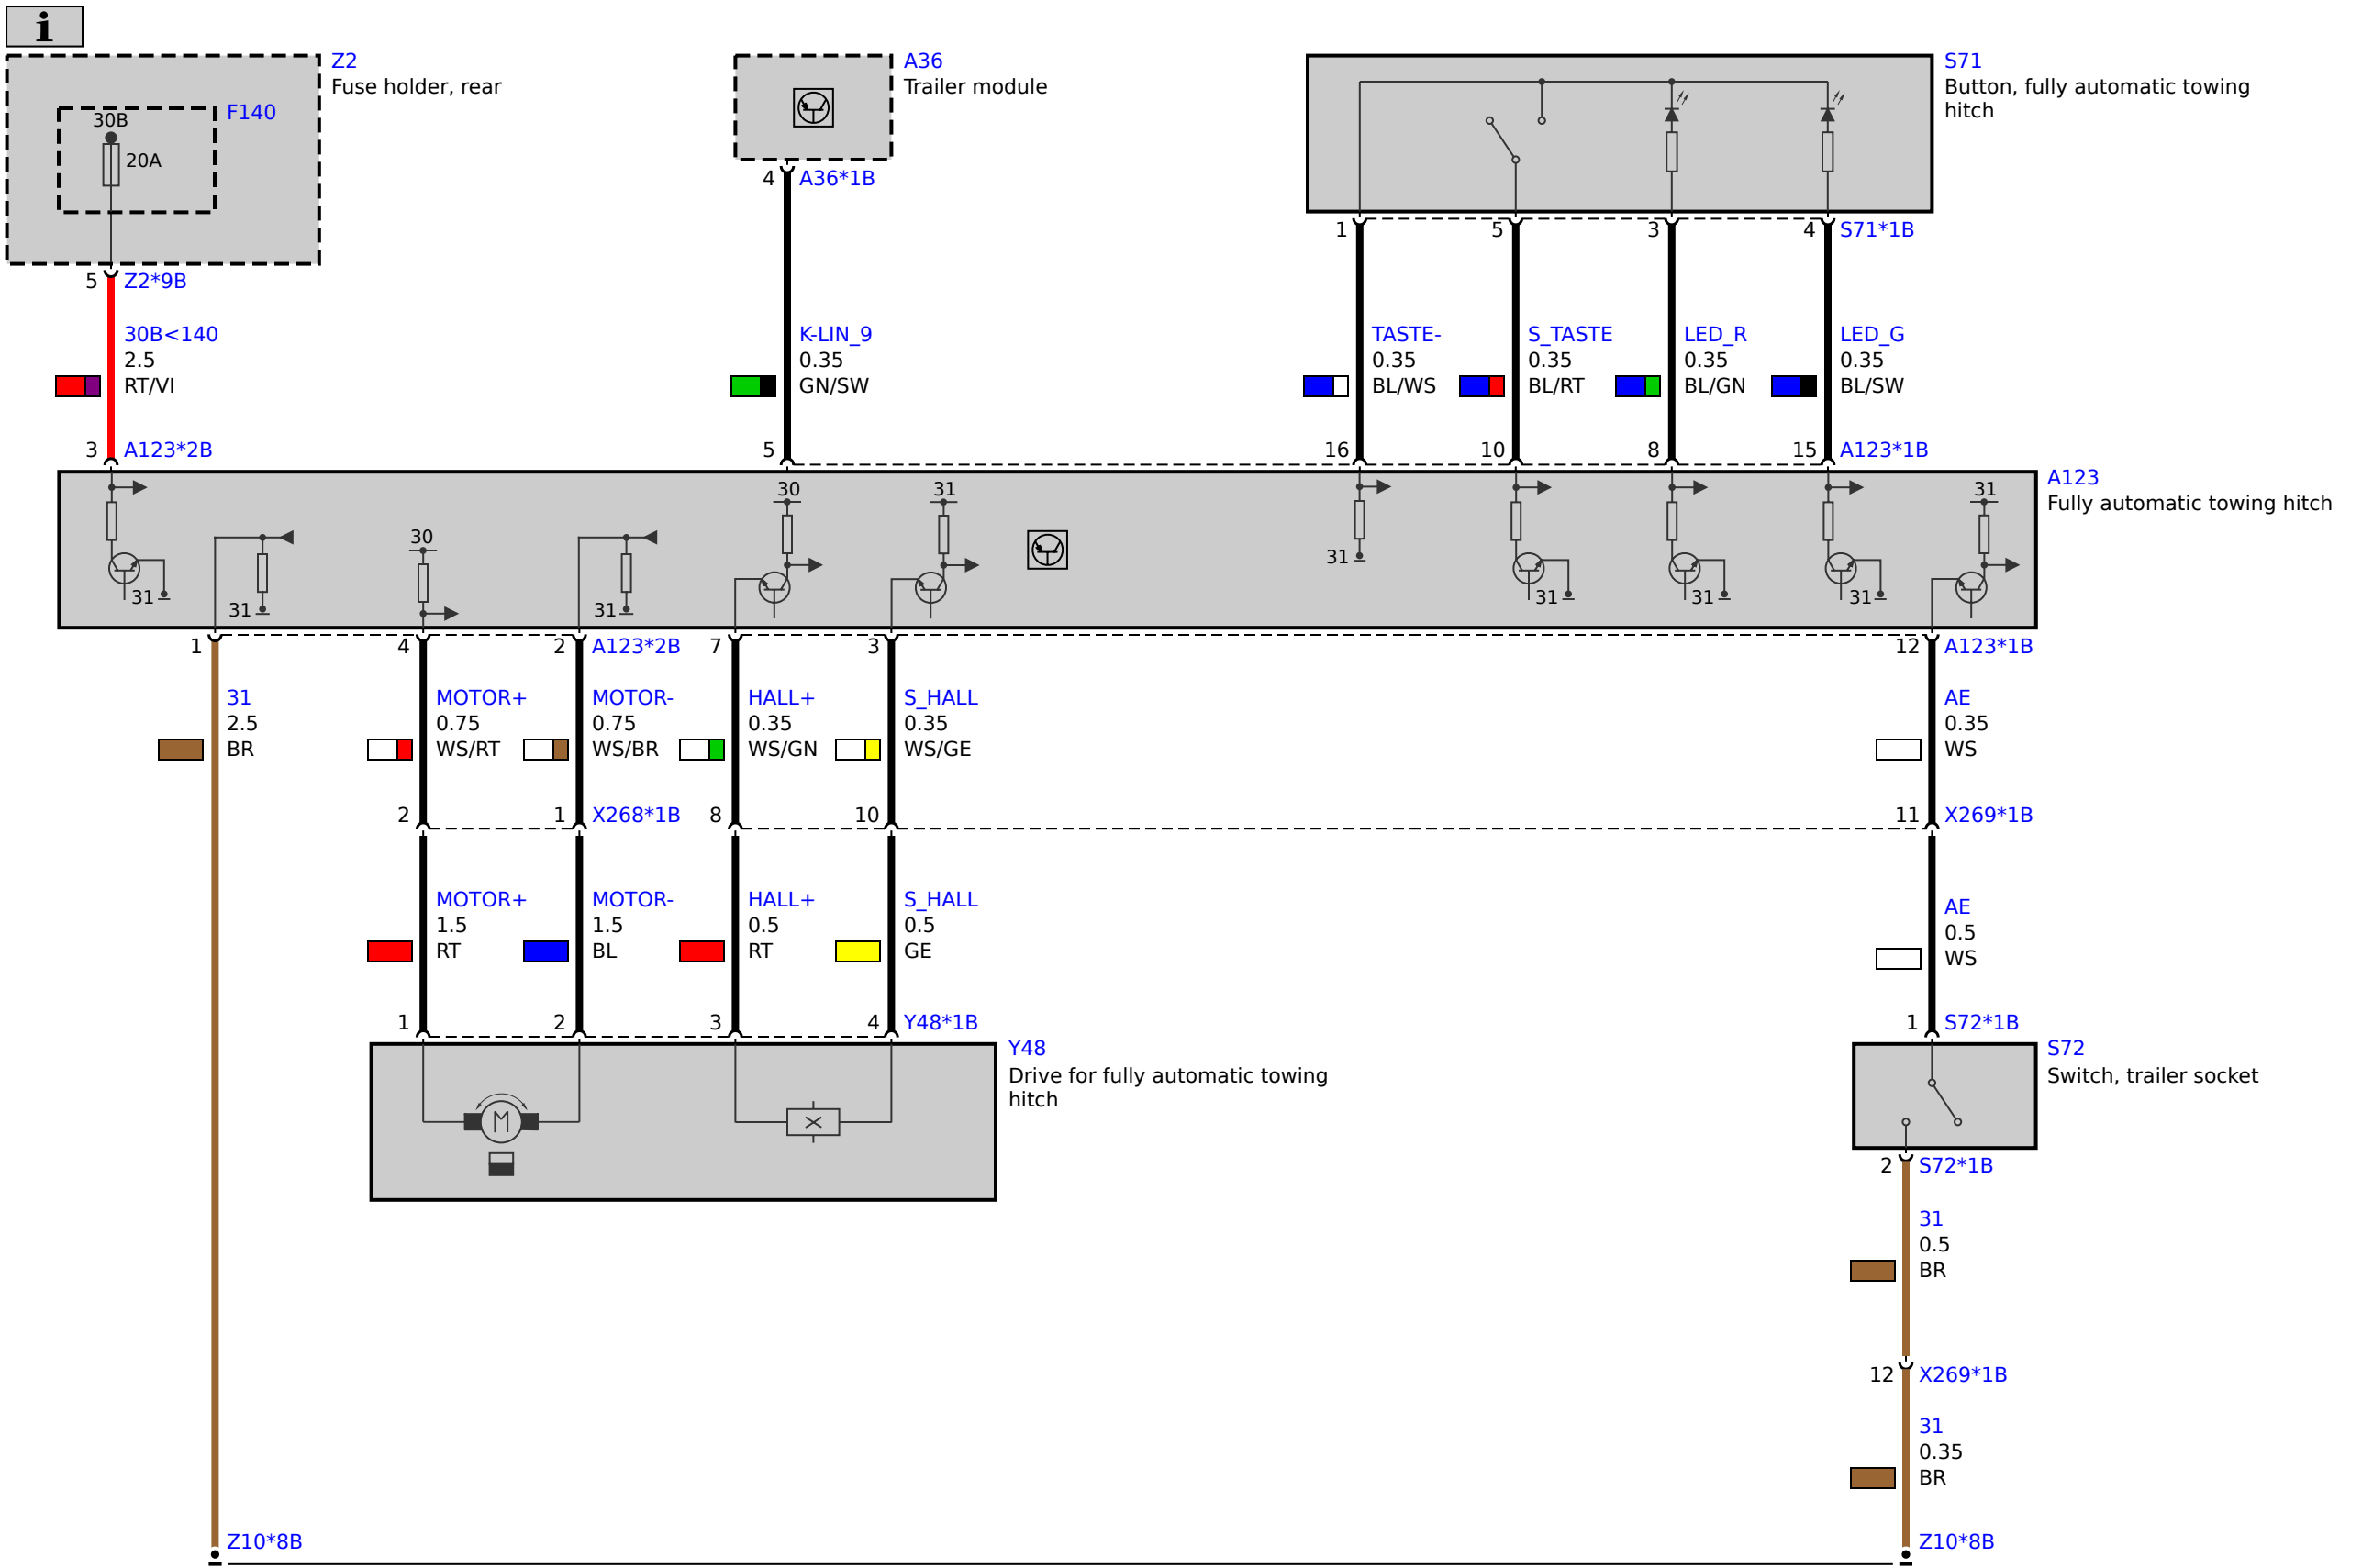 i
Z2
Fuse holder, rear
F140
30B
20A
5 Z2*9B
30B<140
2.5
RT/VI
3 A123*2B
A36
Trailer module
4 A36*1B
K-LIN_9
0.35
GN/SW
5
S71
Button, fully automatic towing
hitch
1 5 3 4 S71*1B
TASTE-
0.35
BL/WS
S_TASTE
0.35
BL/RT
LED_R
0.35
BL/GN
LED_G
0.35
BL/SW
16 10 8 15 A123*1B
A123
Fully automatic towing hitch
30 31 31
30
31
31 31 31 31 31 31
1 4 2 A123*2B 7 3 12 A123*1B
31
2.5
BR
MOTOR+
0.75
WS/RT
MOTOR-
0.75
WS/BR
HALL+
0.35
WS/GN
S_HALL
0.35
WS/GE
AE
0.35
WS
2 1 X268*1B 8 10 11 X269*1B
MOTOR+
1.5
RT
MOTOR-
1.5
BL
HALL+
0.5
RT
S_HALL
0.5
GE
AE
0.5
WS
1 2 3 4 Y48*1B 1 S72*1B
Y48
Drive for fully automatic towing
hitch
M
S72
Switch, trailer socket
2 S72*1B
31
0.5
BR
12 X269*1B
31
0.35
BR
Z10*8B Z10*8B